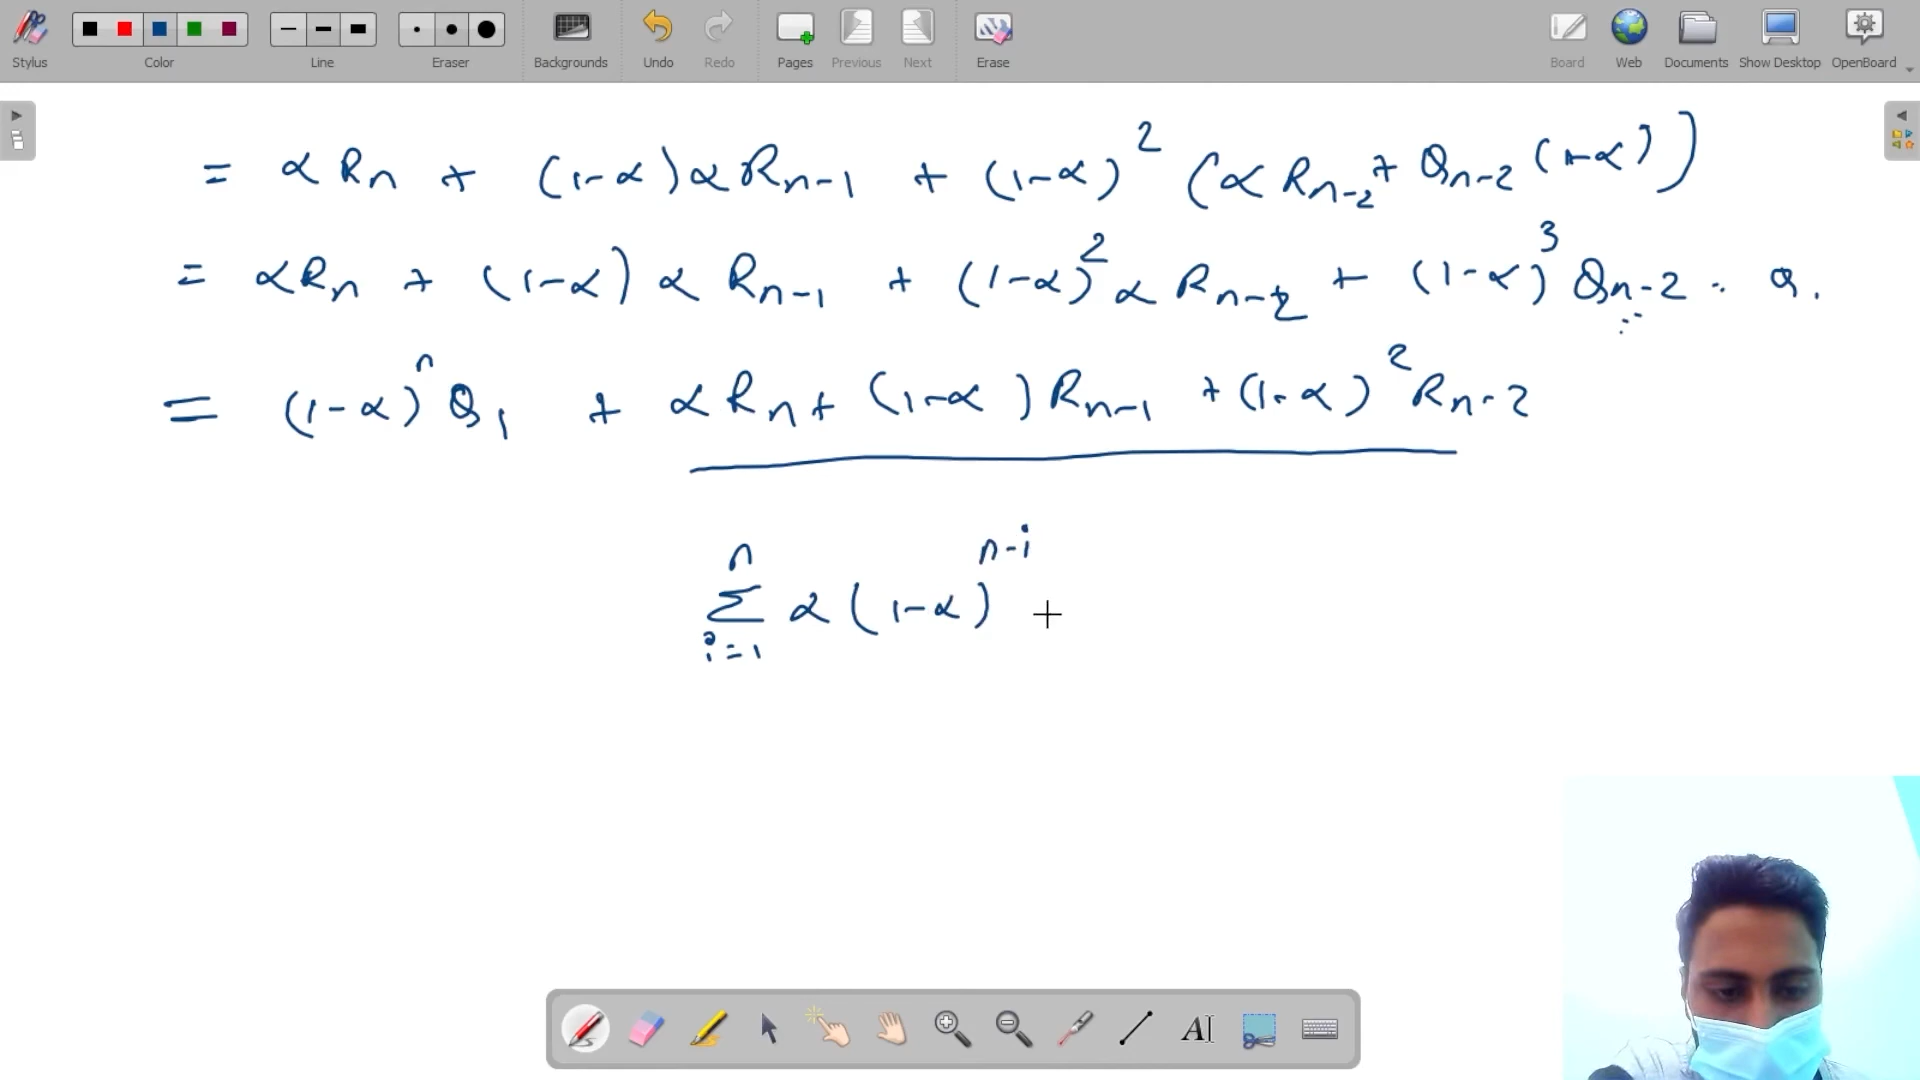 Stylus Color Line Eraser Backgrounds Undo Redo Pages Previous Next Erase Board Web Documents Show Desktop OpenBoard
= αRₙ + (1-α)αRₙ₋₁ + (1-α)² (αRₙ₋₂ + Qₙ₋₂(1-α))
= αRₙ + (1-α) α Rₙ₋₁ + (1-α)² α Rₙ₋₂ + (1-α)³ Qₙ₋₂ .. Q.
= (1-α)ⁿ Q₁ + αRₙ + (1-α)Rₙ₋₁ + (1-α)² Rₙ₋₂
n n-i
Σ α (1-α)
i=1
AI